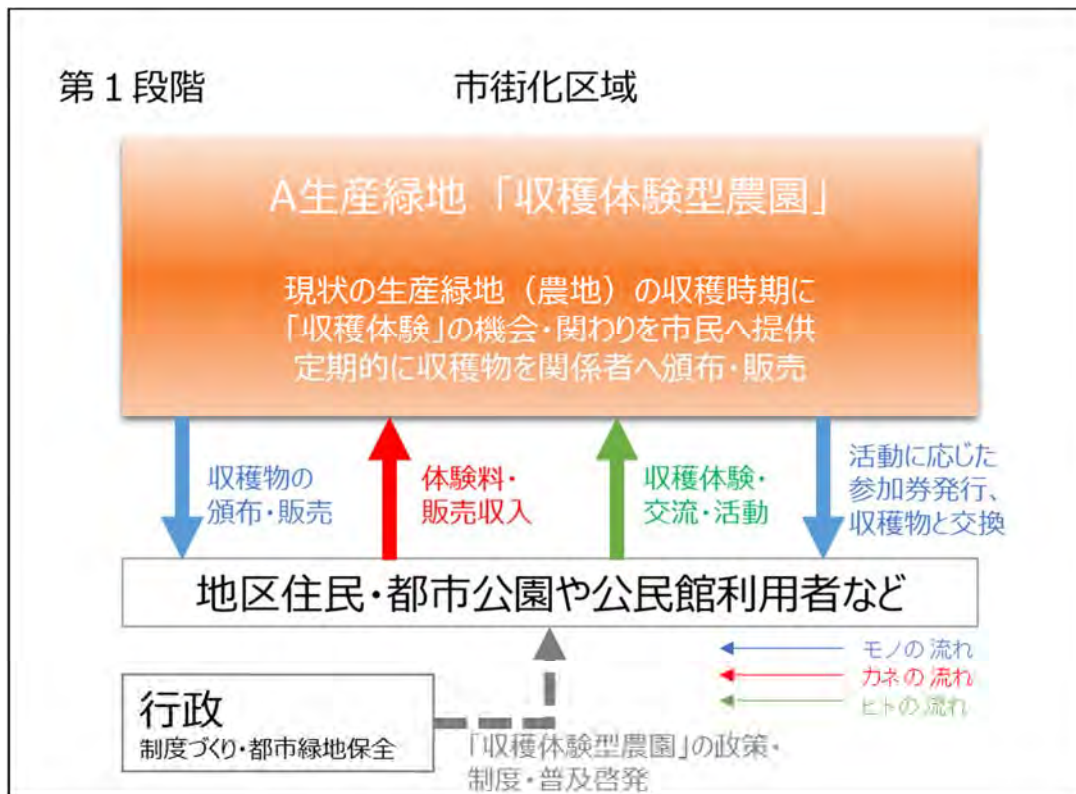 第１段階
市街化区域
A生産緑地「収穫体験型農園」
現状の生産緑地（農地）の収穫時期に
「収穫体験」の機会・関わりを市民へ提供
定期的に収穫物を関係者へ頒布・販売
収穫物の
頒布・販売
体験料・
販売収入
収穫体験・
交流・活動
活動に応じた
参加券発行、
収穫物と交換
地区住民・都市公園や公民館利用者など
モノの流れ
カネの流れ
ヒトの流れ
行政
制度づくり・都市緑地保全
「収穫体験型農園」の政策・
制度・普及啓発